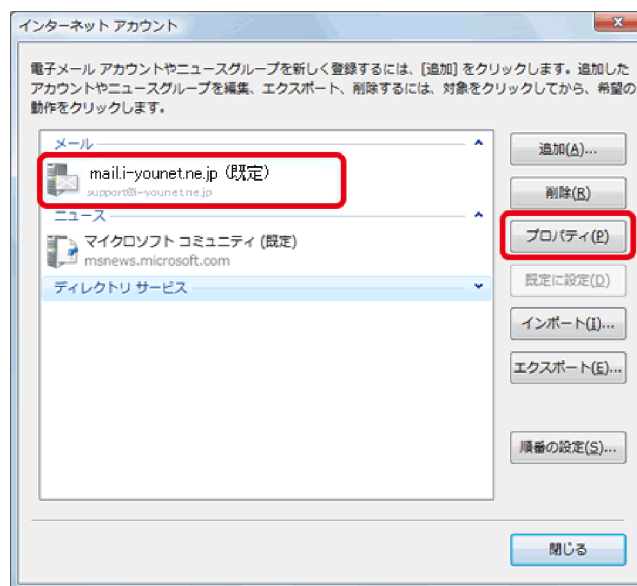 インターネット アカウント
電子メール アカウントやニュースグループを新しく登録するには、[追加] をクリックします。追加した
アカウントやニュースグループを編集、エクスポート、削除するには、対象をクリックしてから、希望の
動作をクリックします。
メール
mail.i-younet.ne.jp (既定)
support@i-younet.ne.jp
ニュース
マイクロソフト コミュニティ (既定)
msnews.microsoft.com
ディレクトリ サービス
追加(A)...
削除(R)
プロパティ(P)
既定に設定(D)
インポート(I)...
エクスポート(E)...
順番の設定(S)...
閉じる